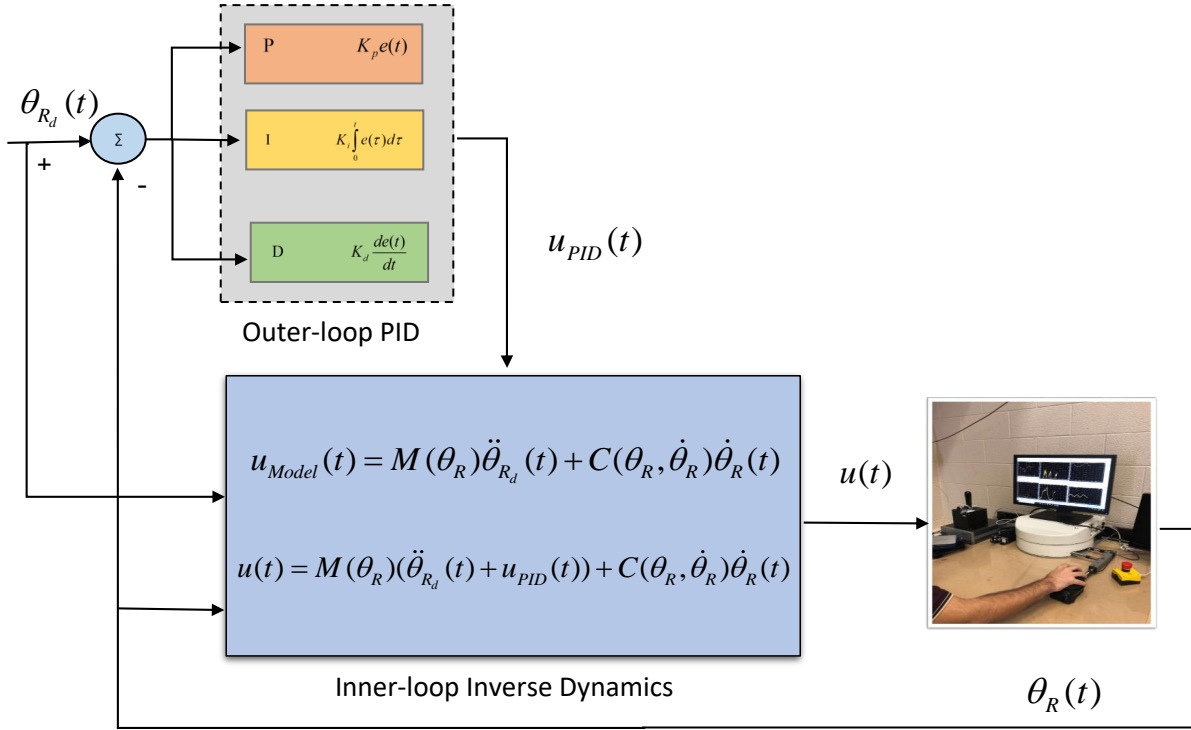 P K_p e(t)
θ_{R_d}(t)
Σ
I K_i ∫_0^t e(τ)dτ
+
-
D K_d de(t)/dt
u_{PID}(t)
Outer-loop PID
u_{Model}(t) = M(θ_R)θ̈_{R_d}(t) + C(θ_R, θ̇_R)θ̇_R(t)
u(t)
u(t) = M(θ_R)(θ̈_{R_d}(t) + u_{PID}(t)) + C(θ_R, θ̇_R)θ̇_R(t)
Inner-loop Inverse Dynamics
θ_R(t)